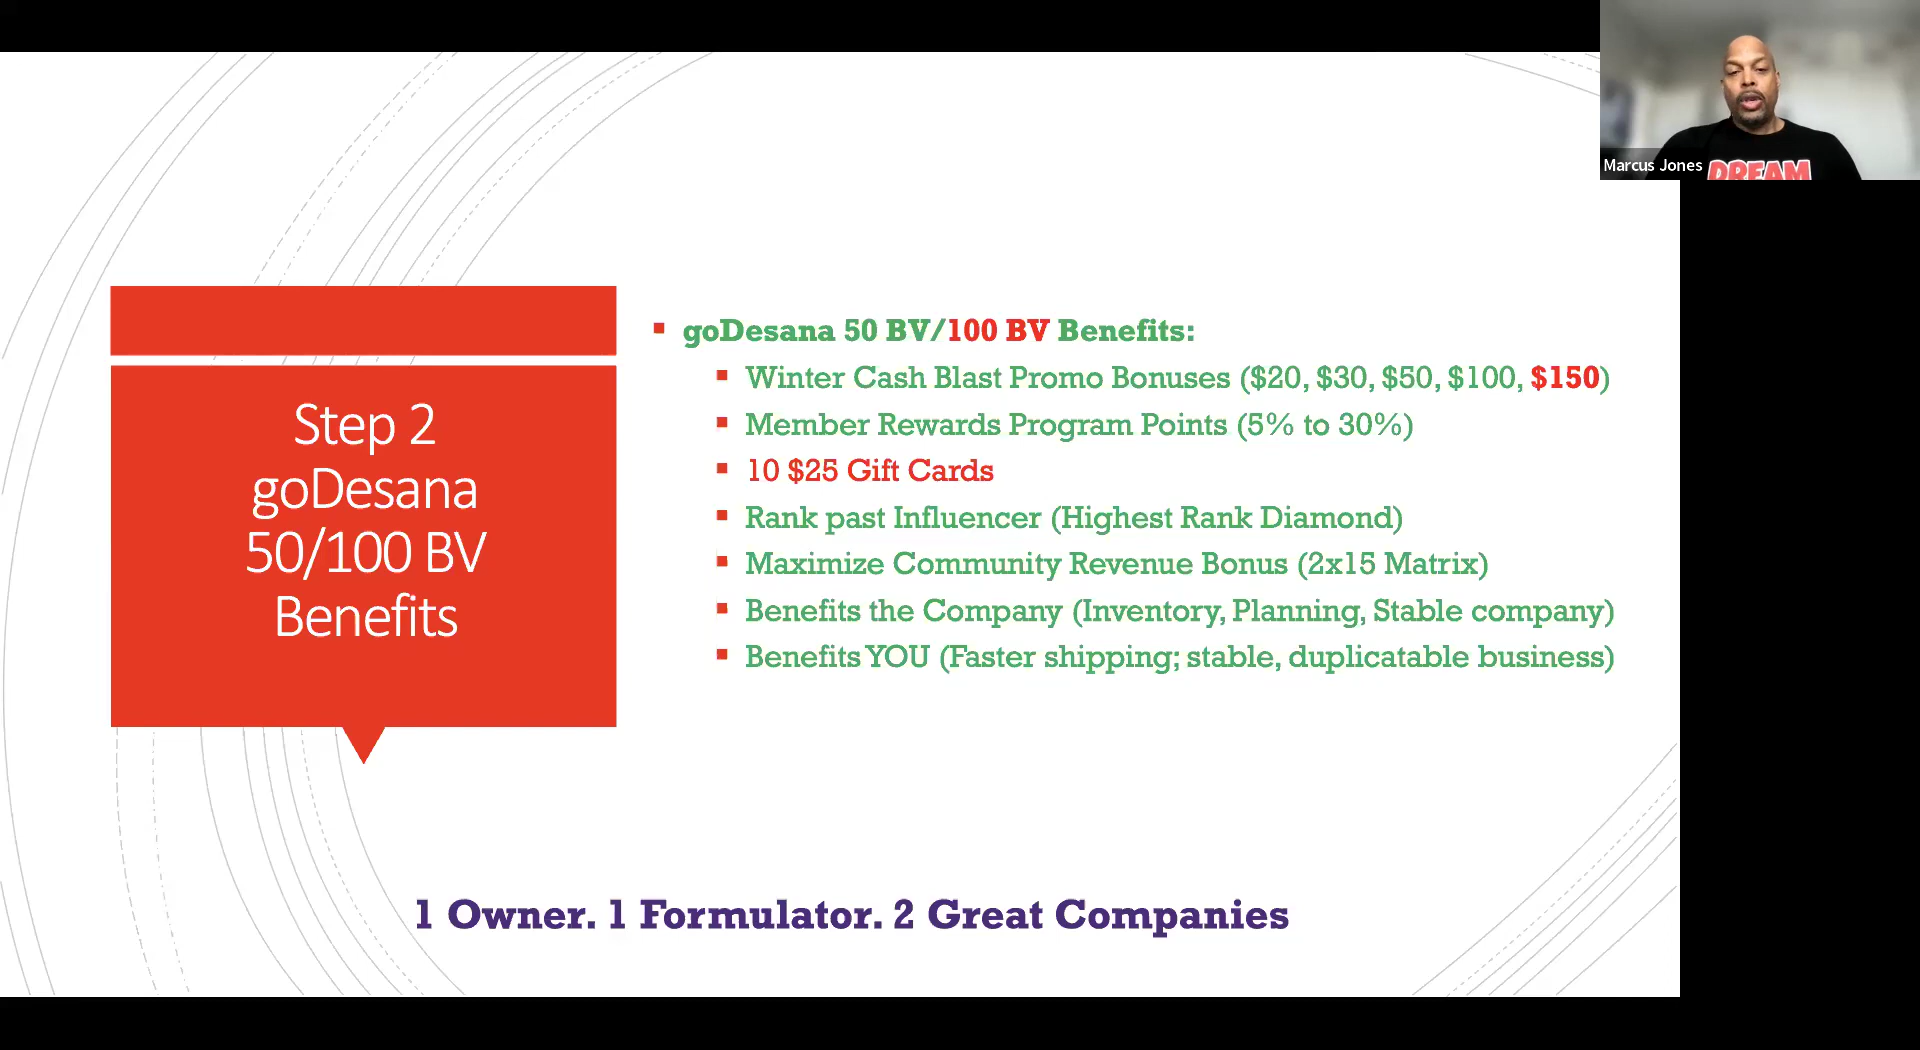 Marcus Jones
DREAM
Step 2
goDesana
50/100 BV
Benefits
goDesana 50 BV/100 BV Benefits:
Winter Cash Blast Promo Bonuses ($20, $30, $50, $100, $150)
Member Rewards Program Points (5% to 30%)
10 $25 Gift Cards
Rank past Influencer (Highest Rank Diamond)
Maximize Community Revenue Bonus (2x15 Matrix)
Benefits the Company (Inventory, Planning, Stable company)
Benefits YOU (Faster shipping; stable, duplicatable business)
1 Owner. 1 Formulator. 2 Great Companies